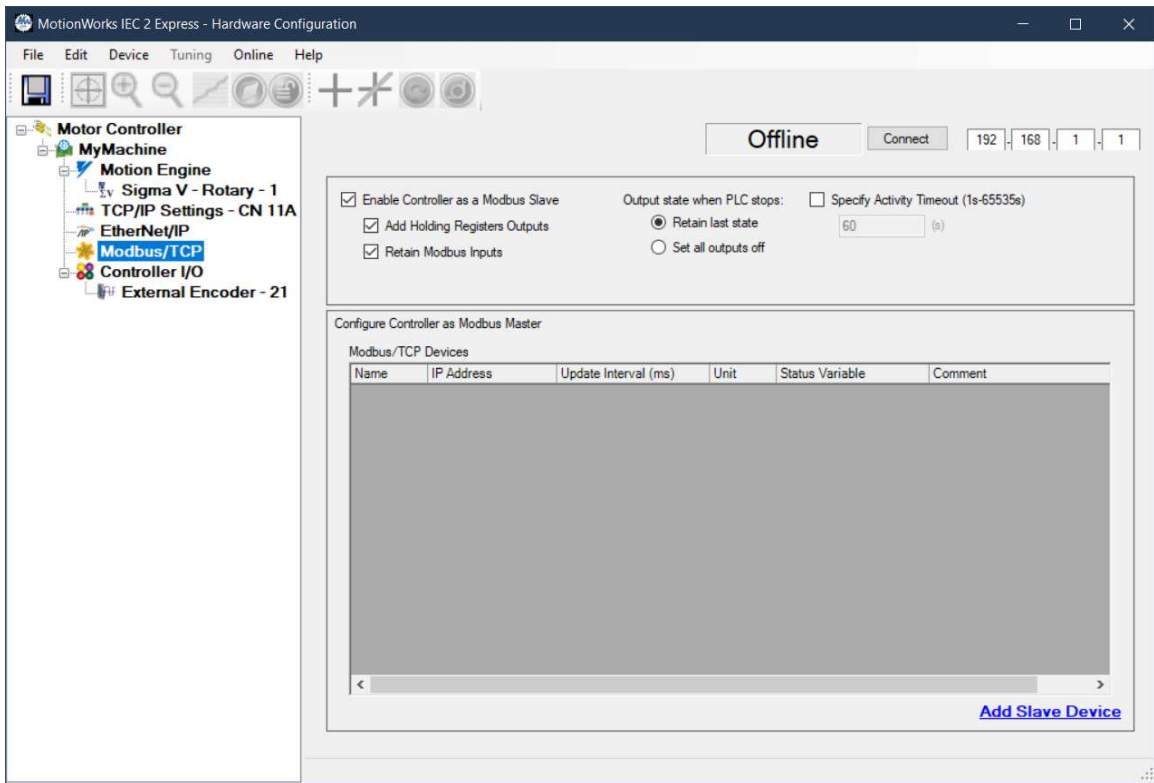 MotionWorks IEC 2 Express - Hardware Configuration
File Edit Device Tuning Online Help
Motor Controller
MyMachine
Motion Engine
Sigma V - Rotary - 1
TCP/IP Settings - CN 11A
EtherNet/IP
Modbus/TCP
Controller I/O
External Encoder - 21
Offline Connect 192 . 168 . 1 . 1
Enable Controller as a Modbus Slave Output state when PLC stops: Specify Activity Timeout (1s-65535s)
Add Holding Registers Outputs Retain last state 60 (s)
Retain Modbus Inputs Set all outputs off
Configure Controller as Modbus Master
Modbus/TCP Devices
Name IP Address Update Interval (ms) Unit Status Variable Comment
Add Slave Device